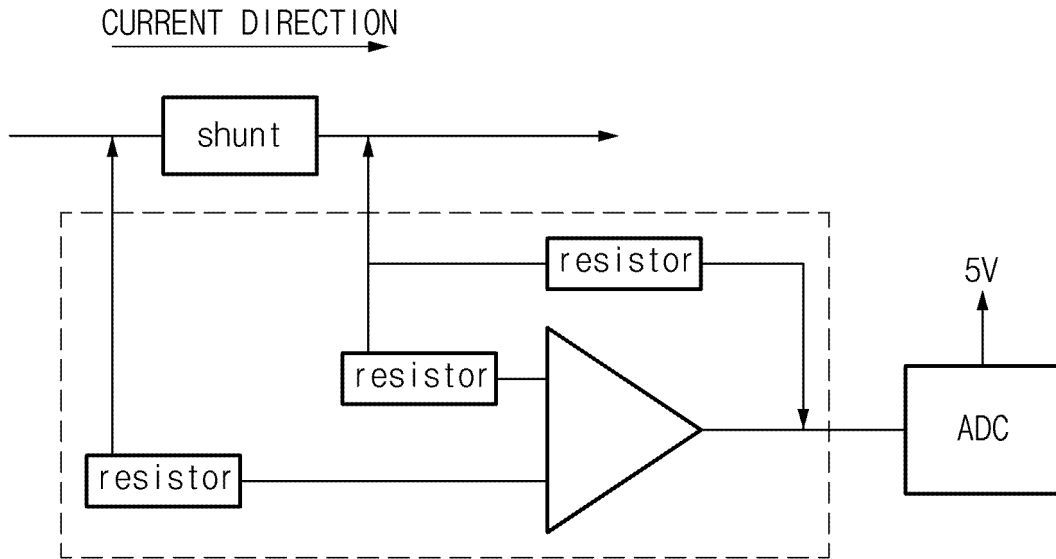 CURRENT DIRECTION
shunt
resistor
5V
resistor
ADC
resistor